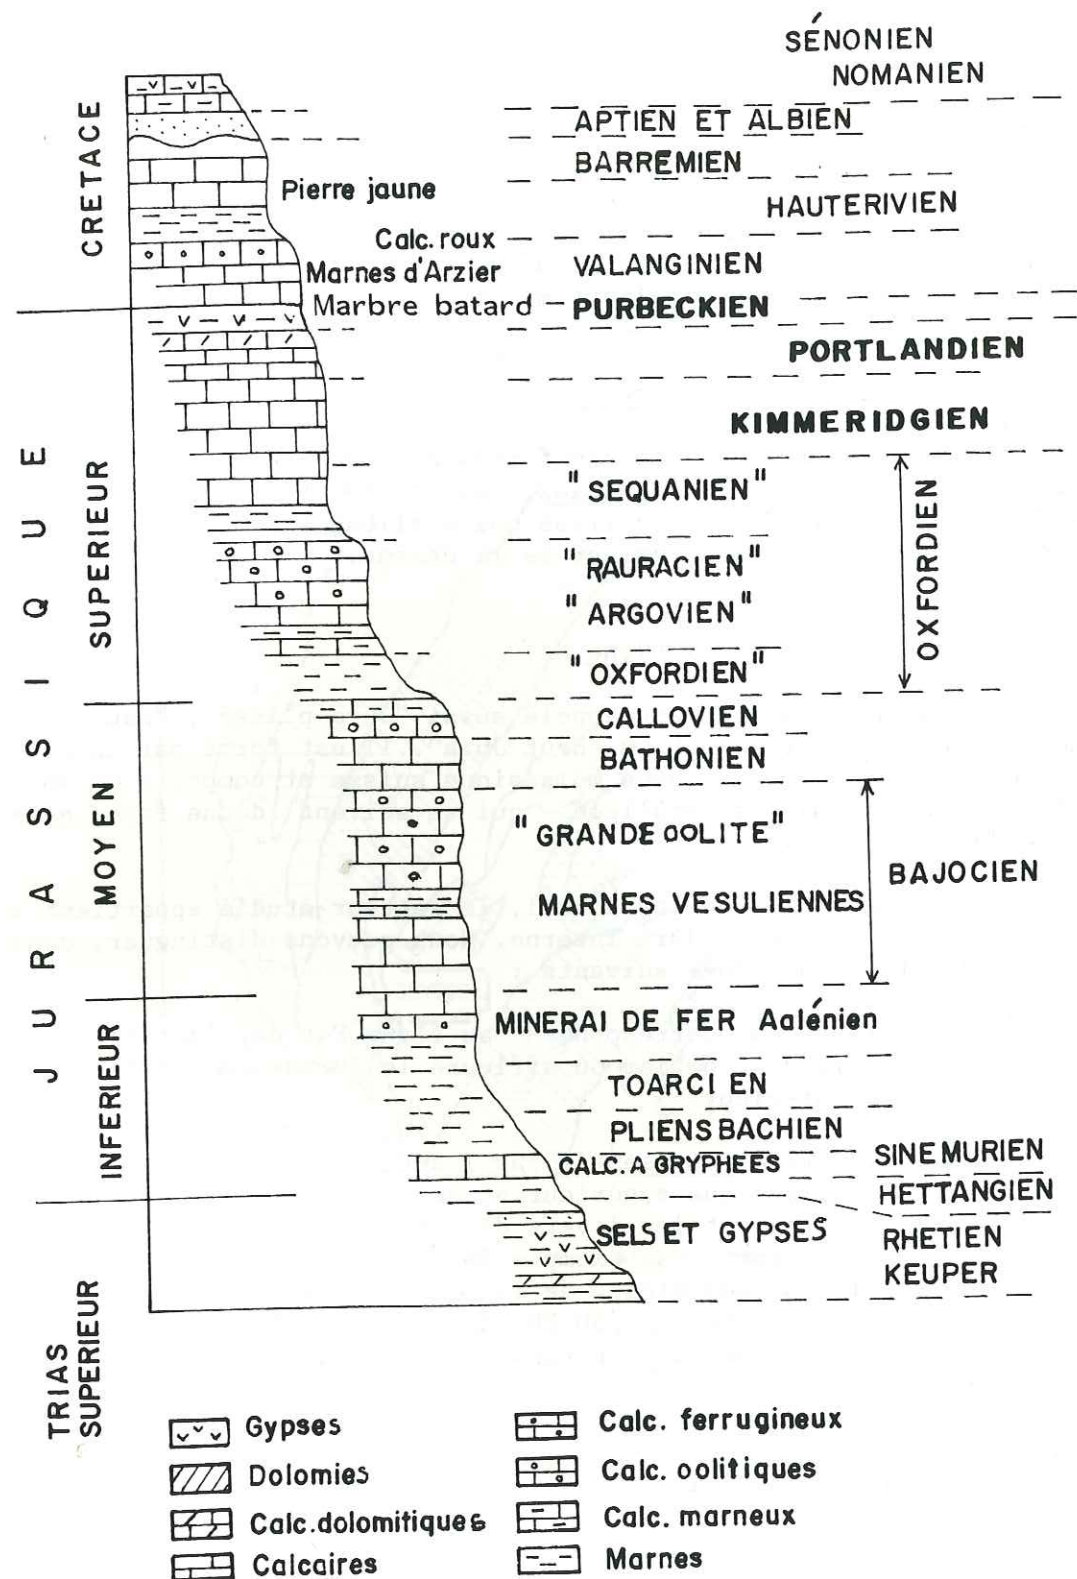 SÉNONIEN
NOMANIEN
APTIEN ET ALBIEN
BARREMIEN
Pierre jaune
HAUTERIVIEN
Calc. roux
Marnes d'Arzier
VALANGINIEN
Marbre batard
PURBECKIEN
PORTLANDIEN
KIMMERIDGIEN
"SEQUANIEN"
"RAURACIEN"
"ARGOVIEN"
"OXFORDIEN"
OXFORDIEN
CALLOVIEN
BATHONIEN
"GRANDE OOLITE"
MARNES VESULIENNES
BAJOCIEN
MINERAI DE FER Aalénien
TOARCIEN
PLIENSBACHIEN
CALC. A GRYPHEES
SINEMURIEN
HETTANGIEN
SELS ET GYPSES
RHETIEN
KEUPER
CRETACE
JURASSIQUE
SUPERIEUR
MOYEN
INFERIEUR
TRIAS
SUPERIEUR
Gypses
Dolomies
Calc. dolomitiques
Calcaires
Calc. ferrugineux
Calc. oolitiques
Calc. marneux
Marnes